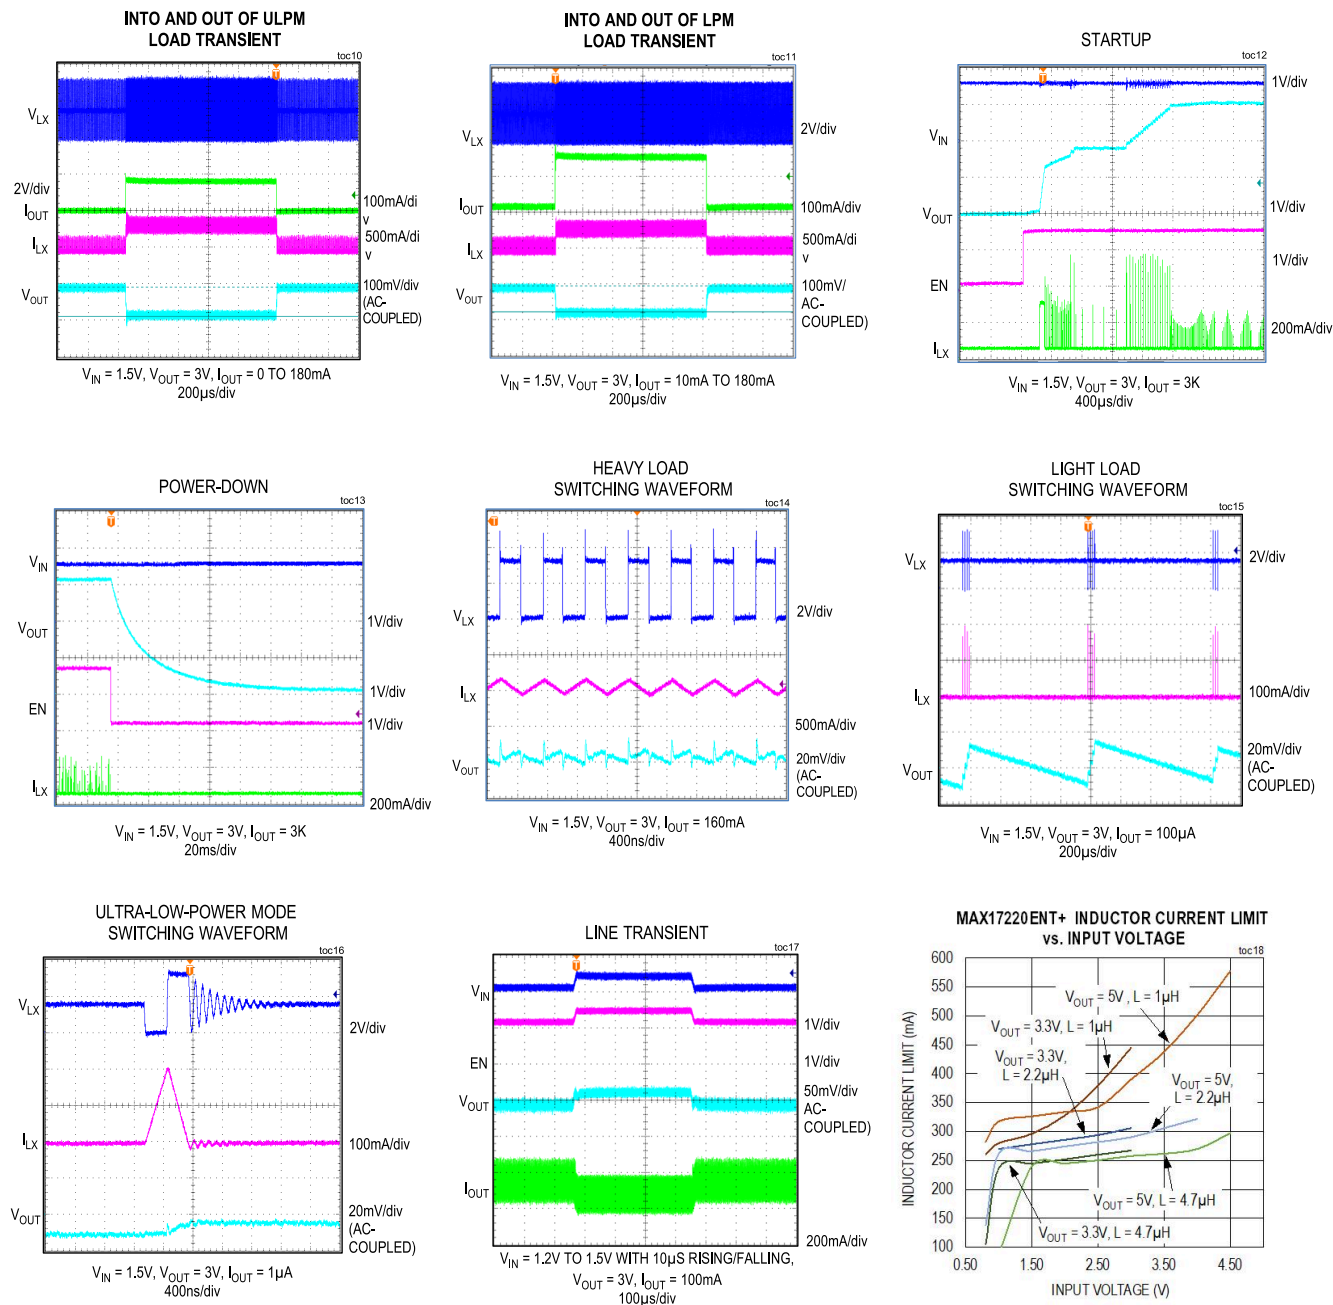 INTO AND OUT OF ULPM
LOAD TRANSIENT
toc10
VLX
2V/div
IOUT
100mA/di
v
ILX
500mA/di
v
VOUT
100mV/div
(AC-
COUPLED)
VIN = 1.5V, VOUT = 3V, IOUT = 0 TO 180mA
200µs/div
INTO AND OUT OF LPM
LOAD TRANSIENT
toc11
VLX
2V/div
IOUT
100mA/div
ILX
500mA/di
v
VOUT
100mV/
AC-
COUPLED)
VIN = 1.5V, VOUT = 3V, IOUT = 10mA TO 180mA
200µs/div
STARTUP
toc12
1V/div
VIN
VOUT
1V/div
1V/div
EN
200mA/div
ILX
VIN = 1.5V, VOUT = 3V, IOUT = 3K
400µs/div
POWER-DOWN
toc13
VIN
1V/div
VOUT
1V/div
EN
1V/div
ILX
200mA/div
VIN = 1.5V, VOUT = 3V, IOUT = 3K
20ms/div
HEAVY LOAD
SWITCHING WAVEFORM
toc14
VLX
2V/div
ILX
500mA/div
VOUT
20mV/div
(AC-
COUPLED)
VIN = 1.5V, VOUT = 3V, IOUT = 160mA
400ns/div
LIGHT LOAD
SWITCHING WAVEFORM
toc15
VLX
2V/div
ILX
100mA/div
VOUT
20mV/div
(AC-
COUPLED)
VIN = 1.5V, VOUT = 3V, IOUT = 100µA
200µs/div
ULTRA-LOW-POWER MODE
SWITCHING WAVEFORM
toc16
VLX
2V/div
ILX
100mA/div
VOUT
20mV/div
(AC-
COUPLED)
VIN = 1.5V, VOUT = 3V, IOUT = 1µA
400ns/div
LINE TRANSIENT
toc17
VIN
1V/div
EN
1V/div
VOUT
50mV/div
AC-
COUPLED)
IOUT
200mA/div
VIN = 1.2V TO 1.5V WITH 10µS RISING/FALLING,
VOUT = 3V, IOUT = 100mA
100µs/div
MAX17220ENT+ INDUCTOR CURRENT LIMIT
vs. INPUT VOLTAGE
toc18
INDUCTOR CURRENT LIMIT (mA)
600
550
500
450
400
350
300
250
200
150
100
VOUT = 5V, L = 1µH
VOUT = 3.3V, L = 1µH
VOUT = 3.3V,
L = 2.2µH
VOUT = 5V,
L = 2.2µH
VOUT = 5V, L = 4.7µH
VOUT = 3.3V, L = 4.7µH
0.50 1.50 2.50 3.50 4.50
INPUT VOLTAGE (V)